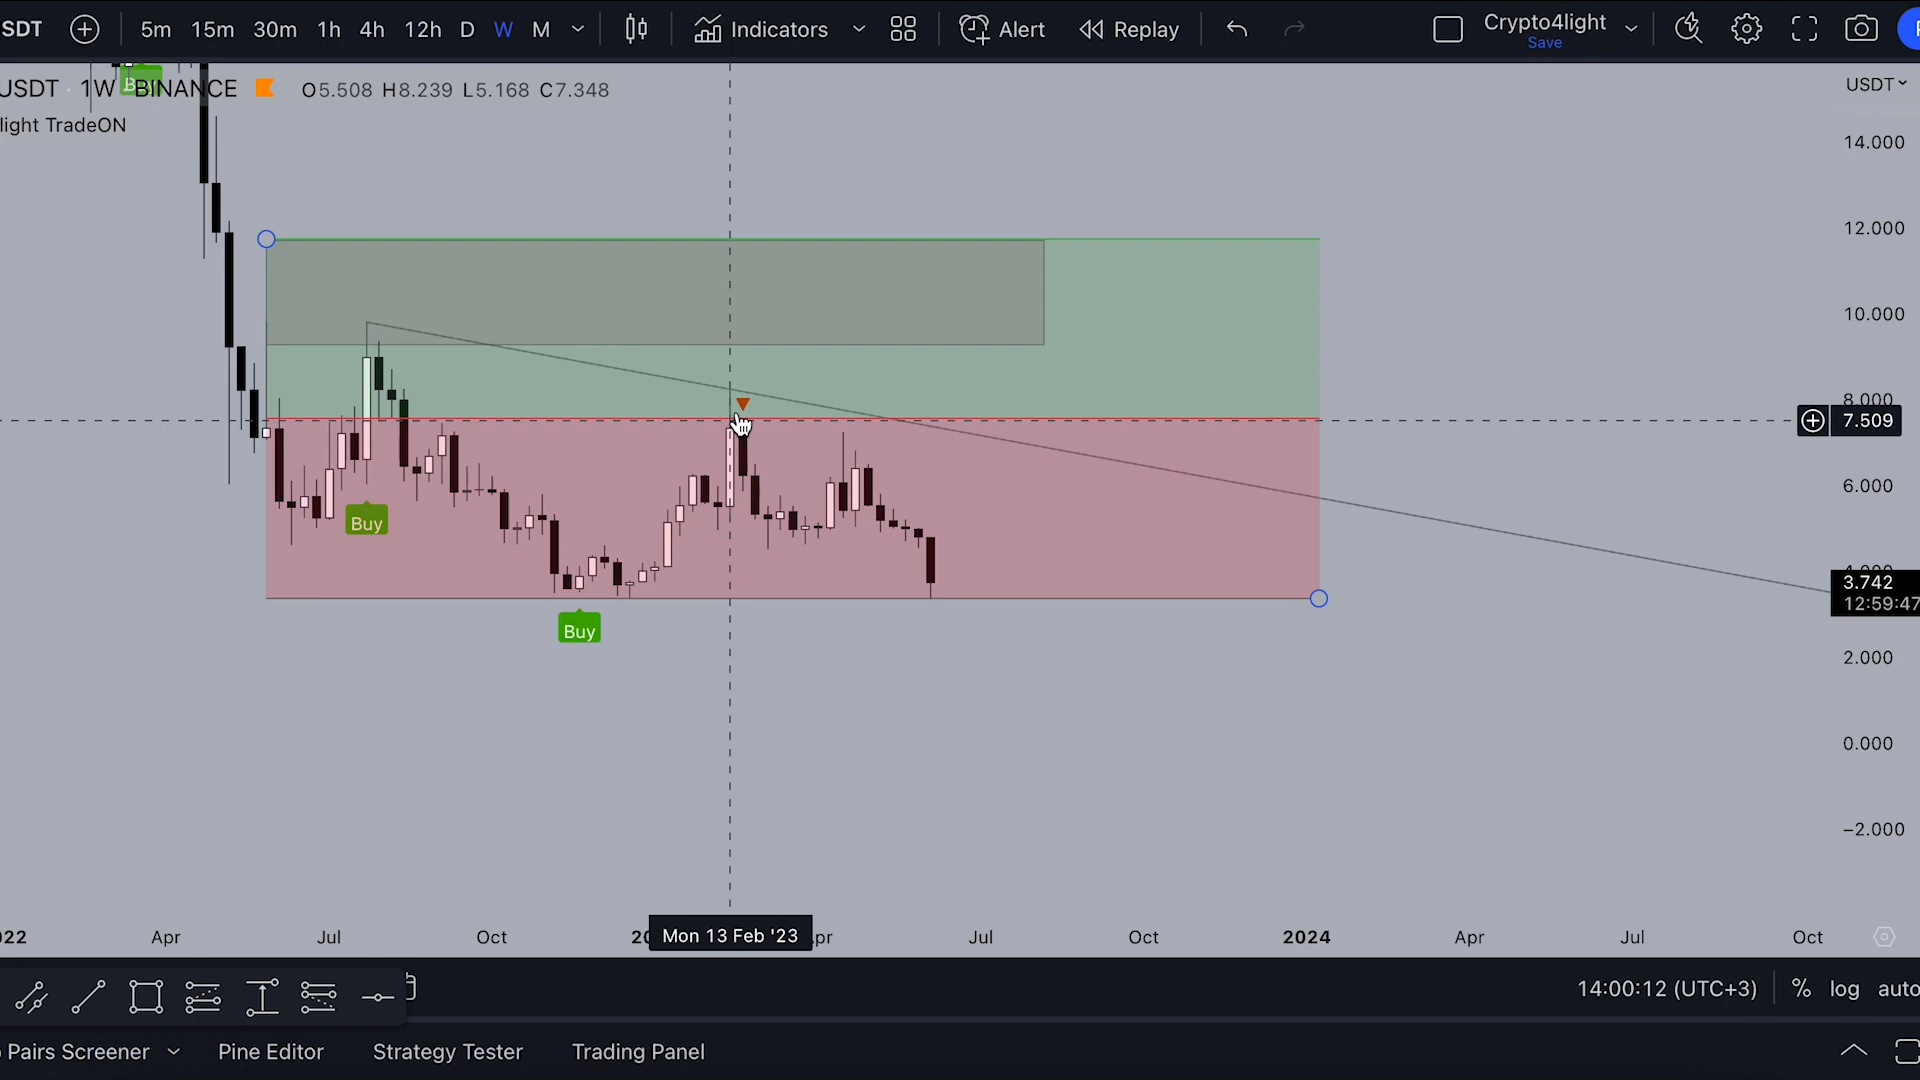 SDT 5m 15m 30m 1h 4h 12h D W M Indicators Alert Replay Crypto4light
Save
USDT · 1W BINANCE O5.508 H8.239 L5.168 C7.348
USDT
light TradeON
14.000
12.000
10.000
8.000
7.509
6.000
3.742
12:59:47
2.000
0.000
−2.000
Buy
Buy
022 Apr Jul Oct 20 Mon 13 Feb '23 Apr Jul Oct 2024 Apr Jul Oct
14:00:12 (UTC+3) % log auto
Pairs Screener Pine Editor Strategy Tester Trading Panel